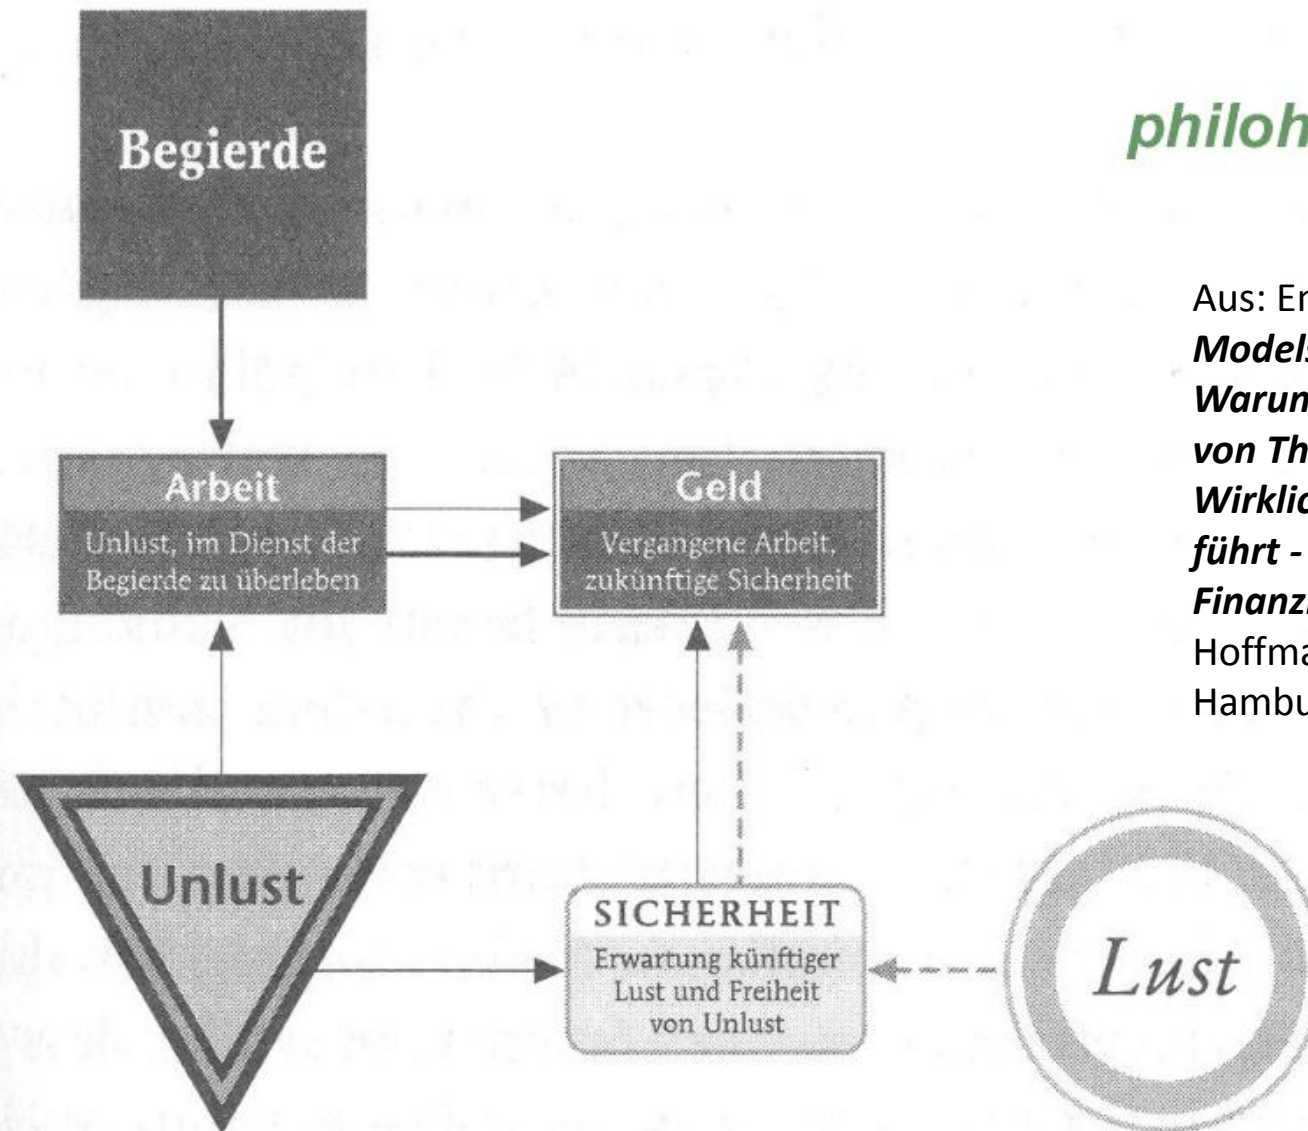 Begierde
philoh
Aus: Er
Models
Warun
von Th
Wirklic
führt -
Finanz
Hoffma
Hambu
Arbeit
Unlust, im Dienst der
Begierde zu überleben
Geld
Vergangene Arbeit,
zukünftige Sicherheit
Unlust
SICHERHEIT
Erwartung künftiger
Lust und Freiheit
von Unlust
Lust